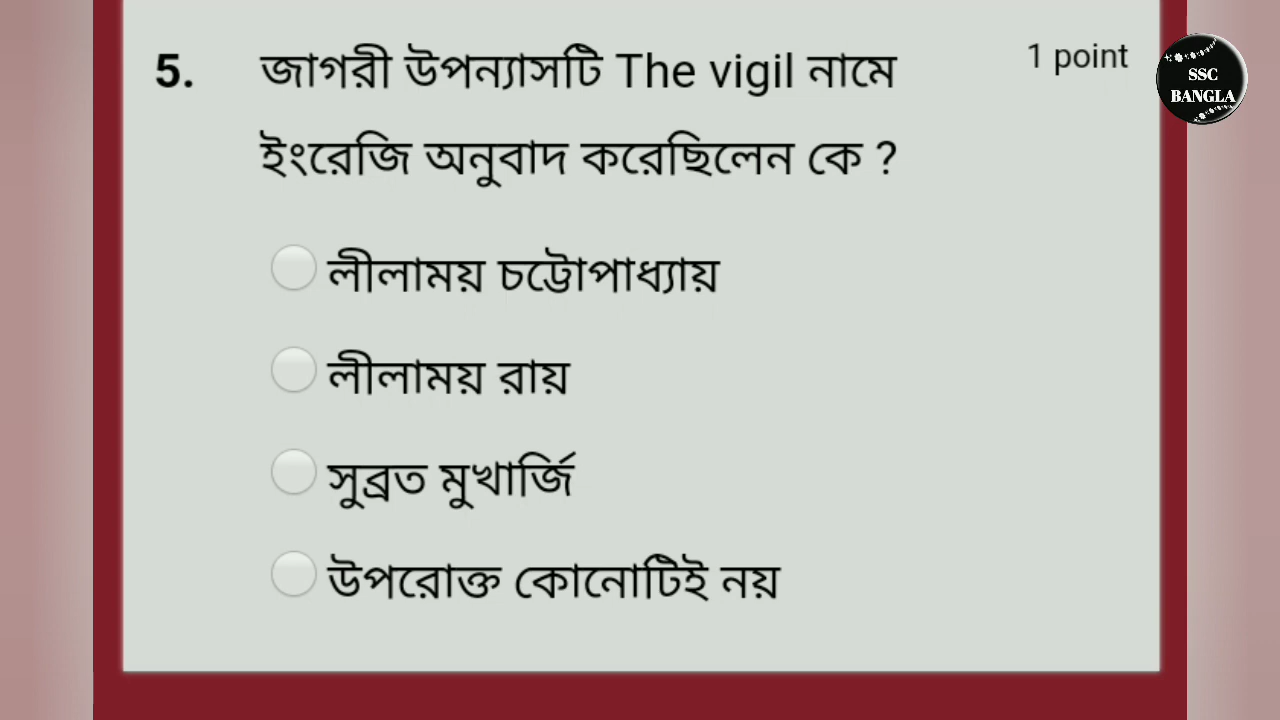 5. জাগরী উপন্যাসটি The vigil নামে 1 point
ইংরেজি অনুবাদ করেছিলেন কে ?
লীলাময় চট্টোপাধ্যায়
লীলাময় রায়
সুব্রত মুখার্জি
উপরোক্ত কোনোটিই নয়
SSC
BANGLA